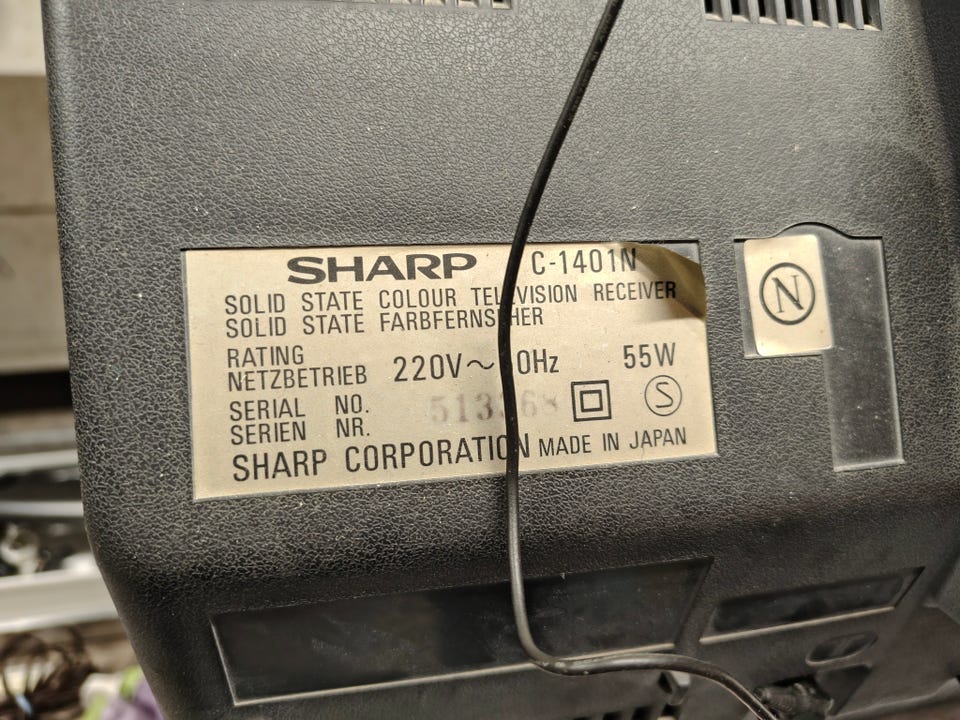 SHARP C-1401N
SOLID STATE COLOUR TELEVISION RECEIVER
SOLID STATE FARBFERNSEHER
RATING
NETZBETRIEB 220V~ 0Hz 55W
SERIAL NO.
SERIEN NR.
S
SHARP CORPORATION MADE IN JAPAN
N